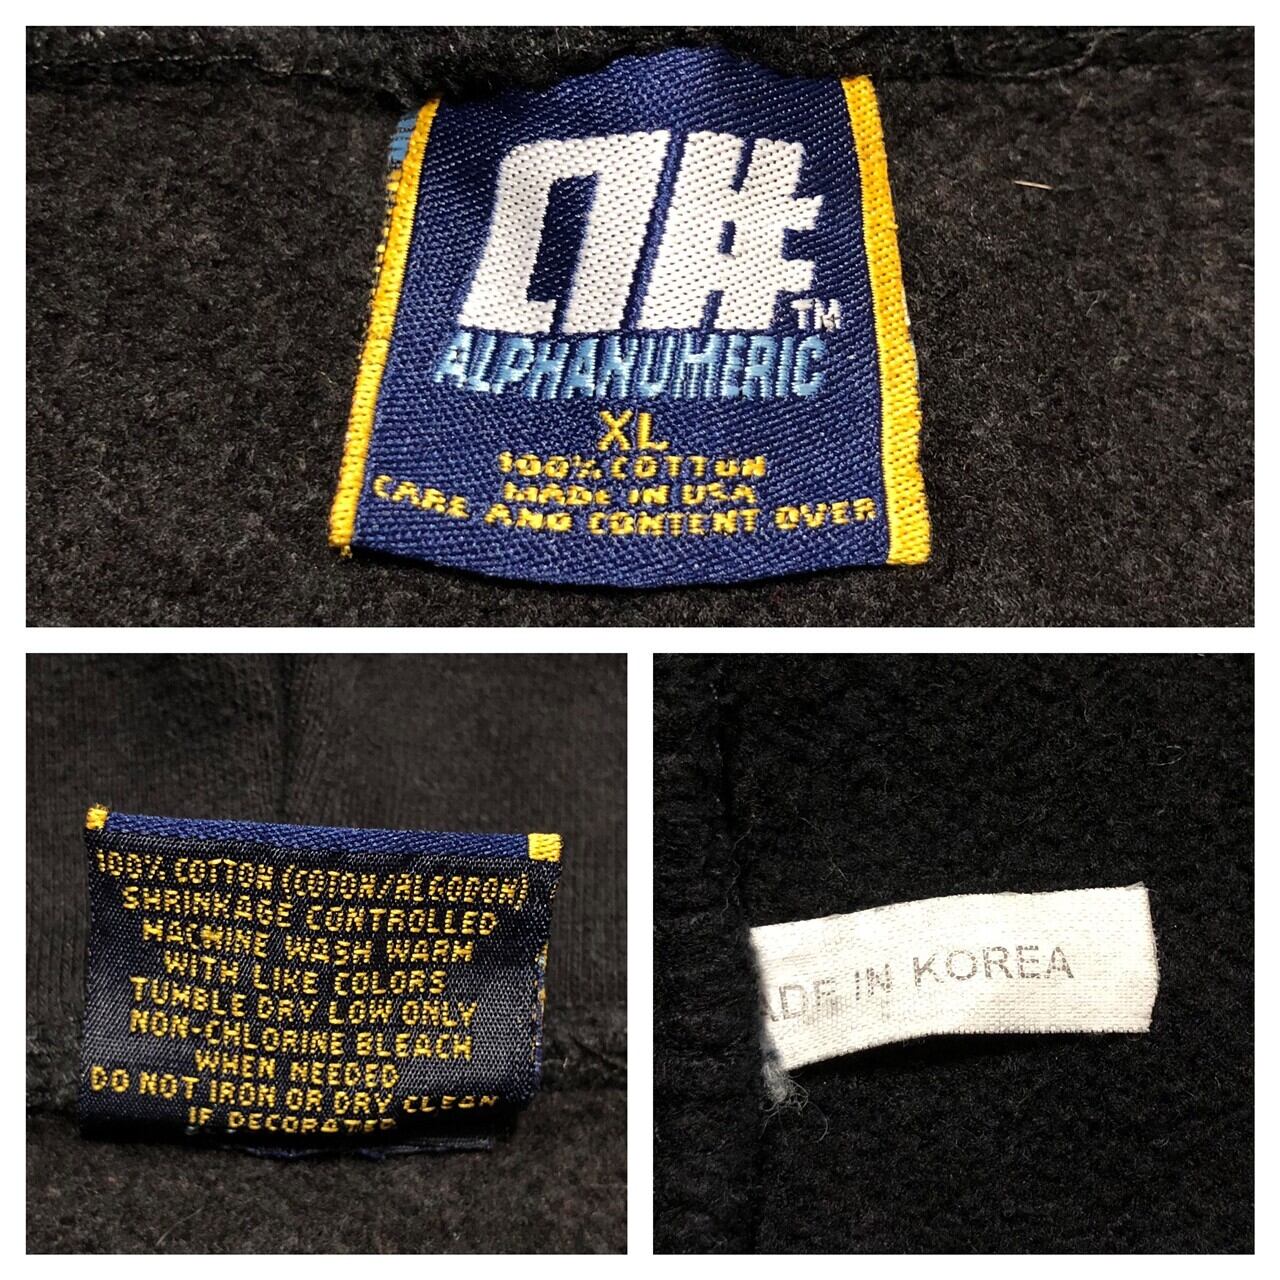 TM
ALPHANUMERIC
XL
100% COTTON
MADE IN USA
CARE AND CONTENT OVER
100% COTTON (COTON/ALGODON)
SHRINKAGE CONTROLLED
MACHINE WASH WARM
WITH LIKE COLORS
TUMBLE DRY LOW ONLY
NON-CHLORINE BLEACH
WHEN NEEDED
DO NOT IRON OR DRY CLEAN
IF DECORATED
ADE IN KOREA